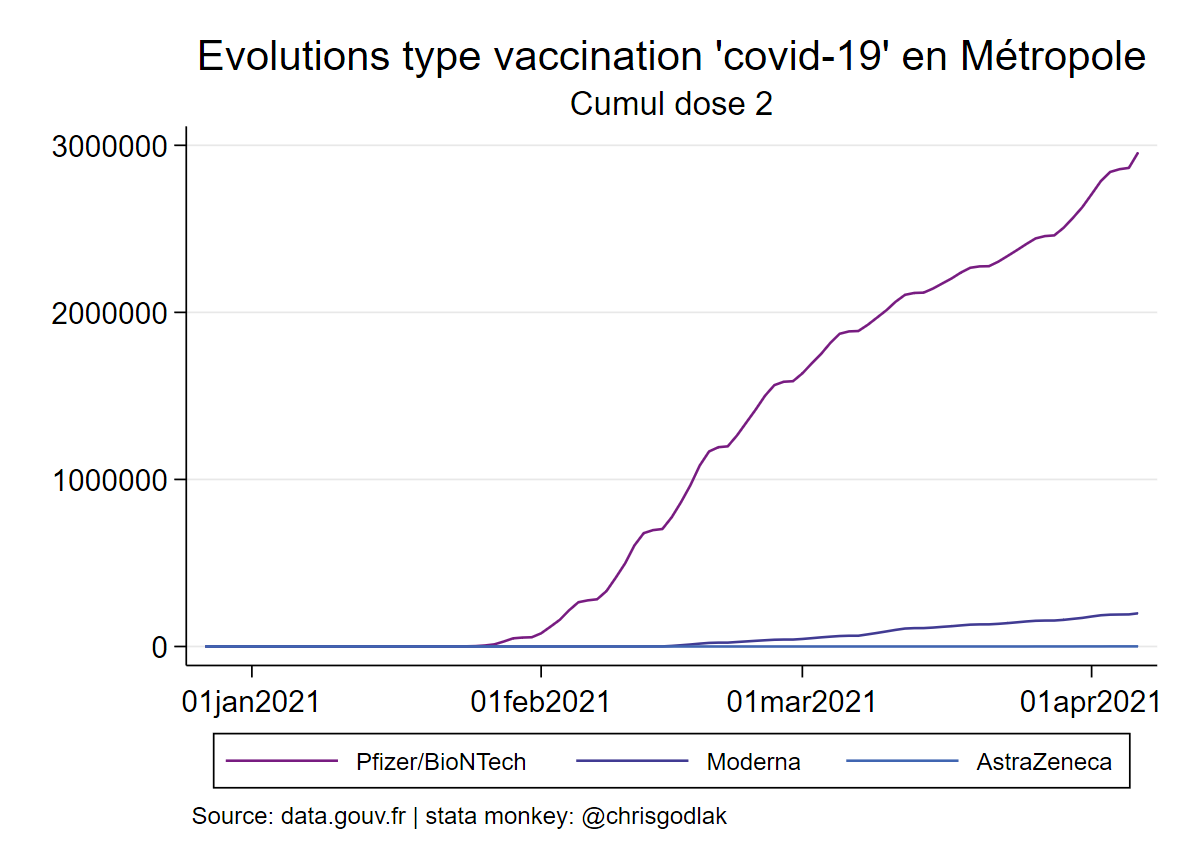 Evolutions type vaccination 'covid-19' en Métropole
Cumul dose 2
3000000
2000000
1000000
0
01jan2021 01feb2021 01mar2021 01apr2021
Pfizer/BioNTech Moderna AstraZeneca
Source: data.gouv.fr | stata monkey: @chrisgodlak